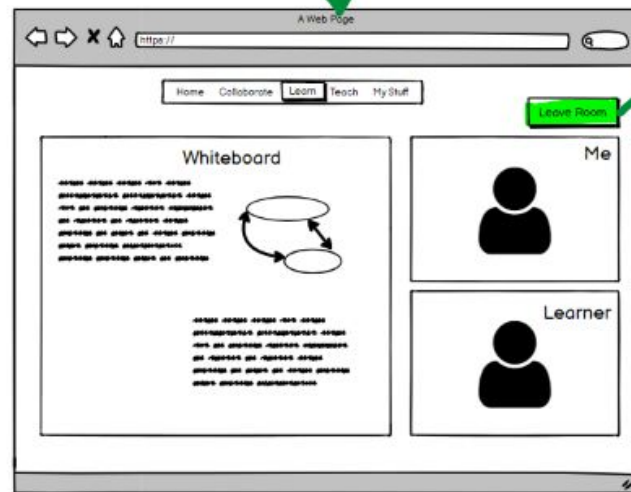 A Web Page
https://
Home Collaborate Learn Teach My Stuff
Leave Room
Whiteboard
Me
Learner